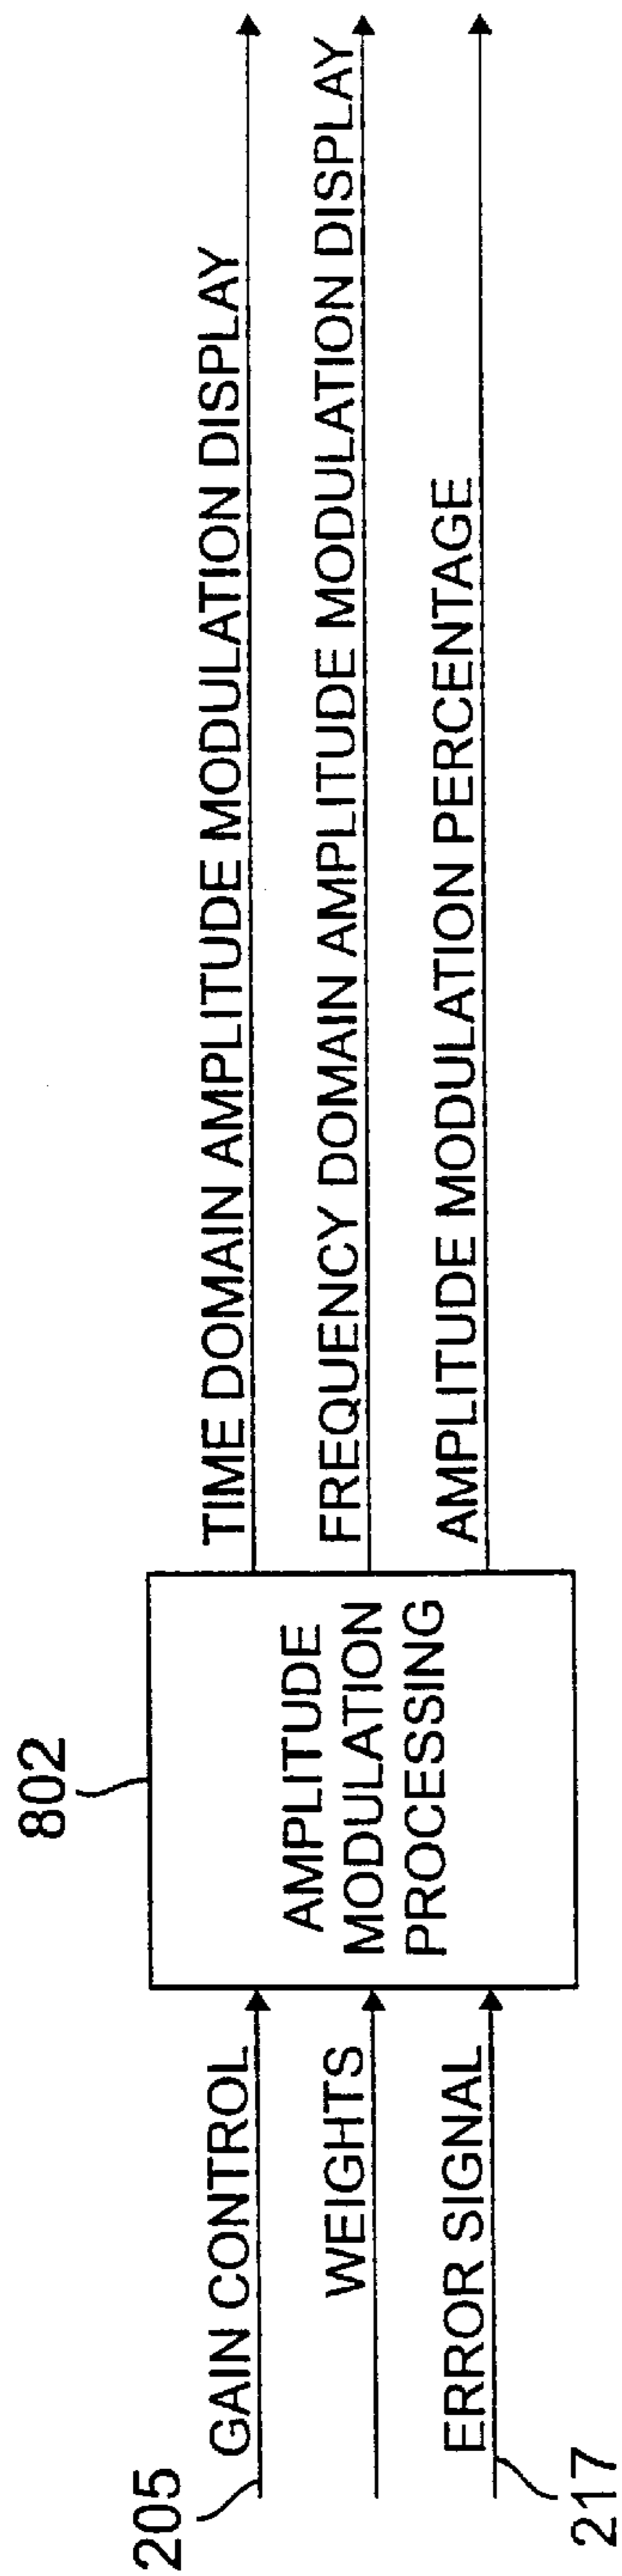 205
GAIN CONTROL
WEIGHTS
ERROR SIGNAL
217
802
AMPLITUDE
MODULATION
PROCESSING
TIME DOMAIN AMPLITUDE MODULATION DISPLAY
FREQUENCY DOMAIN AMPLITUDE MODULATION DISPLAY
AMPLITUDE MODULATION PERCENTAGE